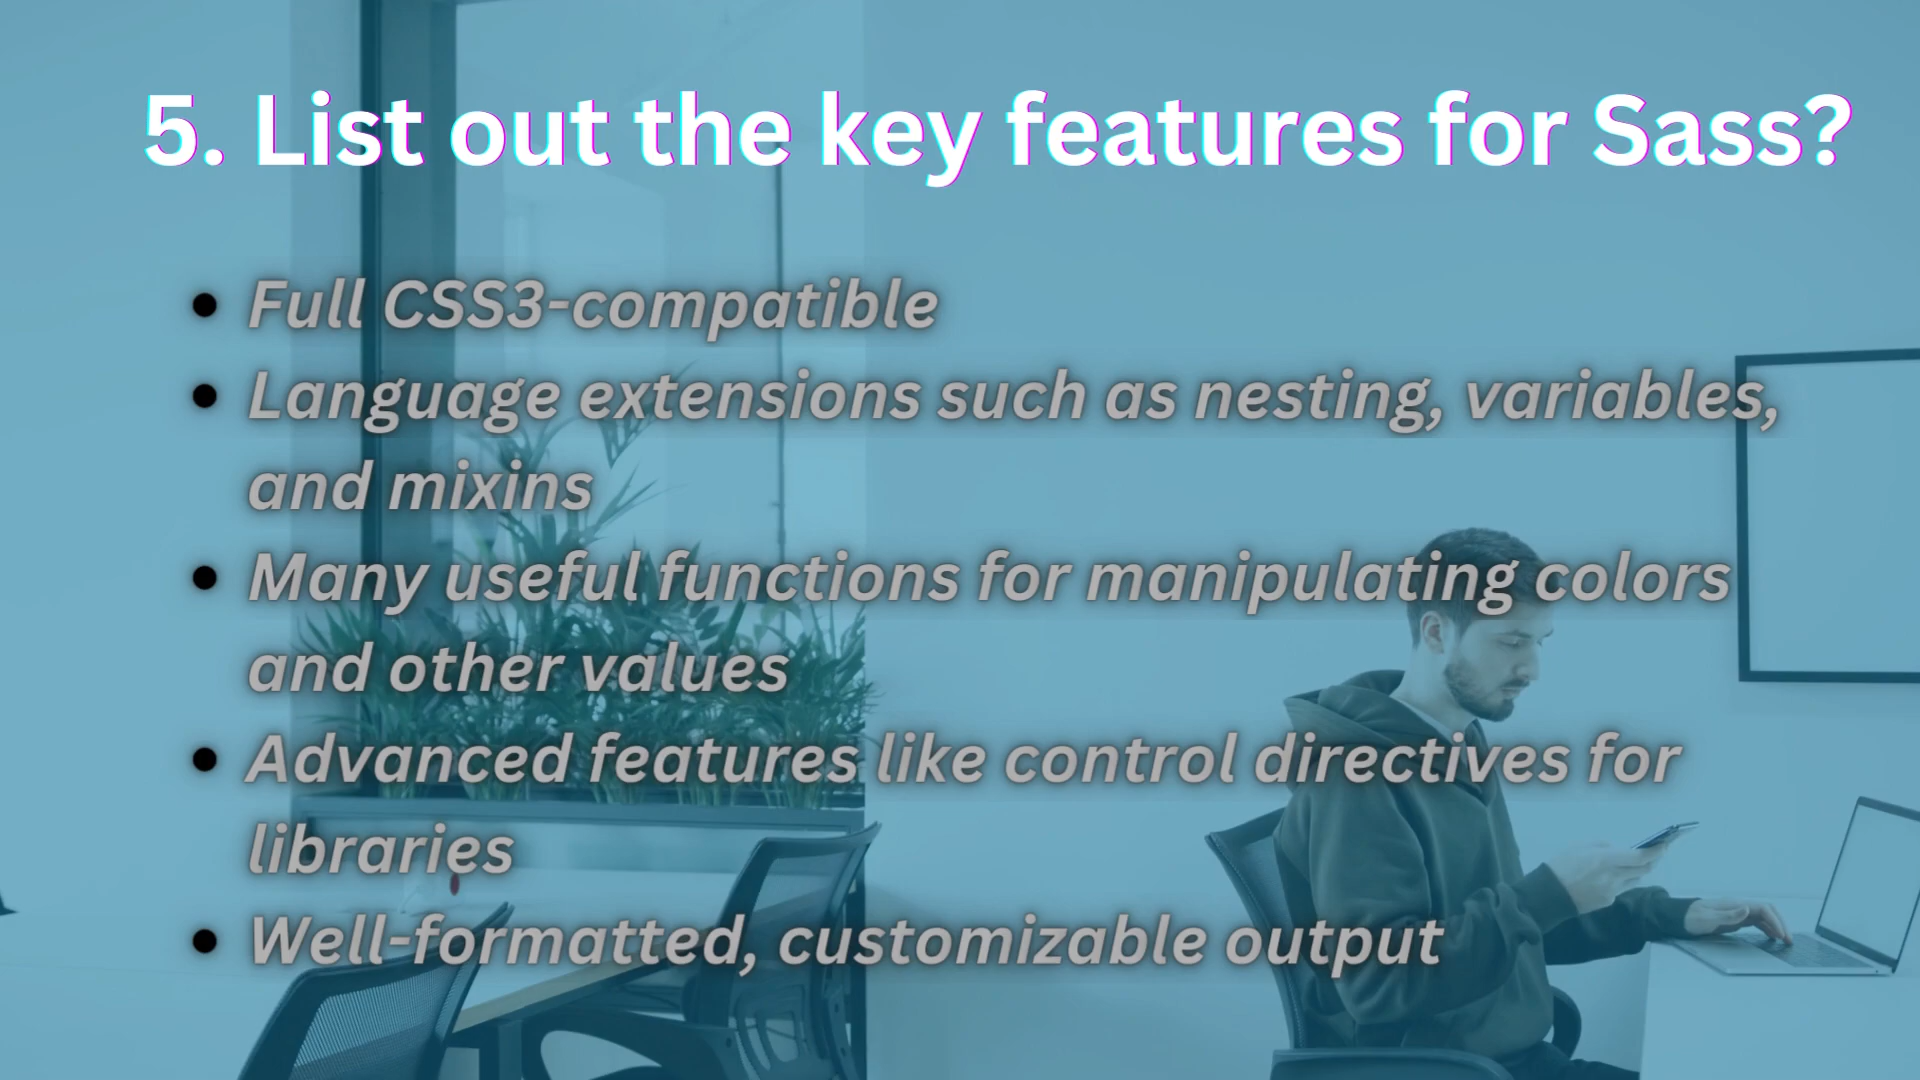 5. List out the key features for Sass?
Full CSS3-compatible
Language extensions such as nesting, variables,
and mixins
Many useful functions for manipulating colors
and other values
Advanced features like control directives for
libraries
Well-formatted, customizable output